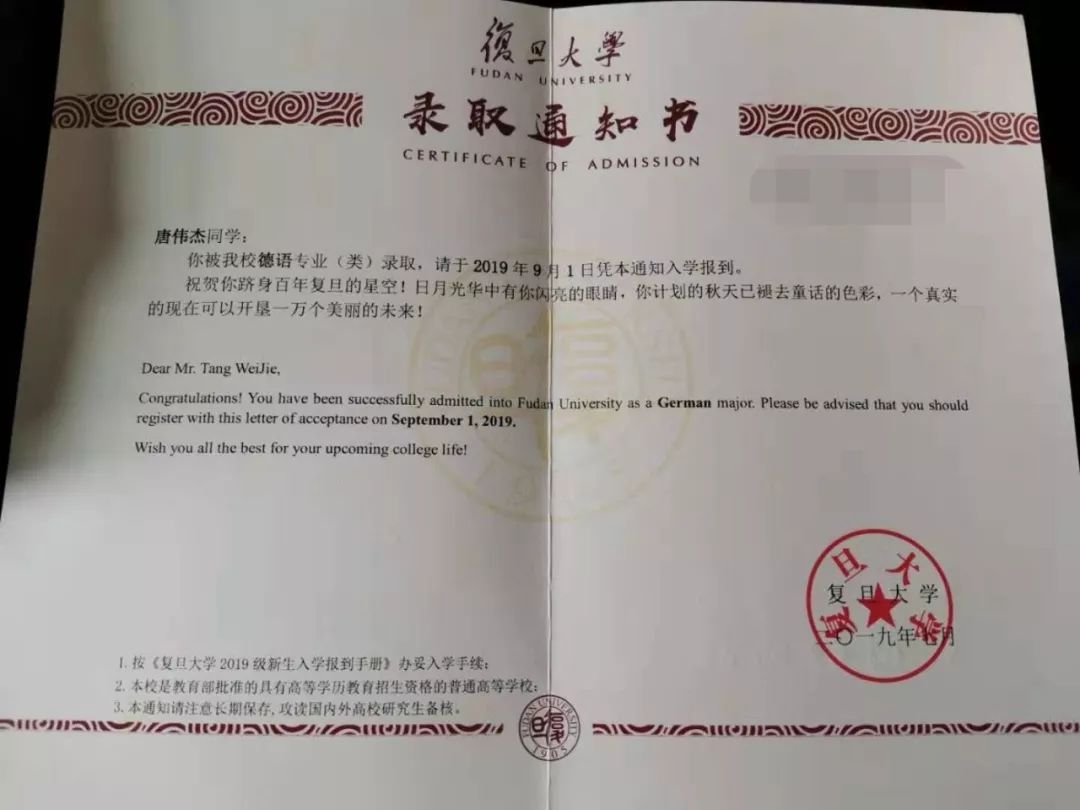 復旦大學
FUDAN UNIVERSITY
录取通知书
CERTIFICATE OF ADMISSION
唐伟杰同学：
你被我校德语专业（类）录取，请于 2019 年 9 月 1 日凭本通知入学报到。
祝贺你跻身百年复旦的星空！日月光华中有你闪亮的眼睛，你计划的秋天已褪去童话的色彩，一个真实
的现在可以开垦一万个美丽的未来！
Dear Mr. Tang WeiJie,
Congratulations! You have been successfully admitted into Fudan University as a German major. Please be advised that you should
register with this letter of acceptance on September 1, 2019.
Wish you all the best for your upcoming college life!
复旦大学
复旦大学
二〇一九年七月
1. 按《复旦大学 2019 级新生入学报到手册》办妥入学手续；
2. 本校是教育部批准的具有高等学历教育招生资格的普通高等学校；
3. 本通知请注意长期保存，攻读国内外高校研究生备核。
FUDAN UNIVERSITY
復旦
1905